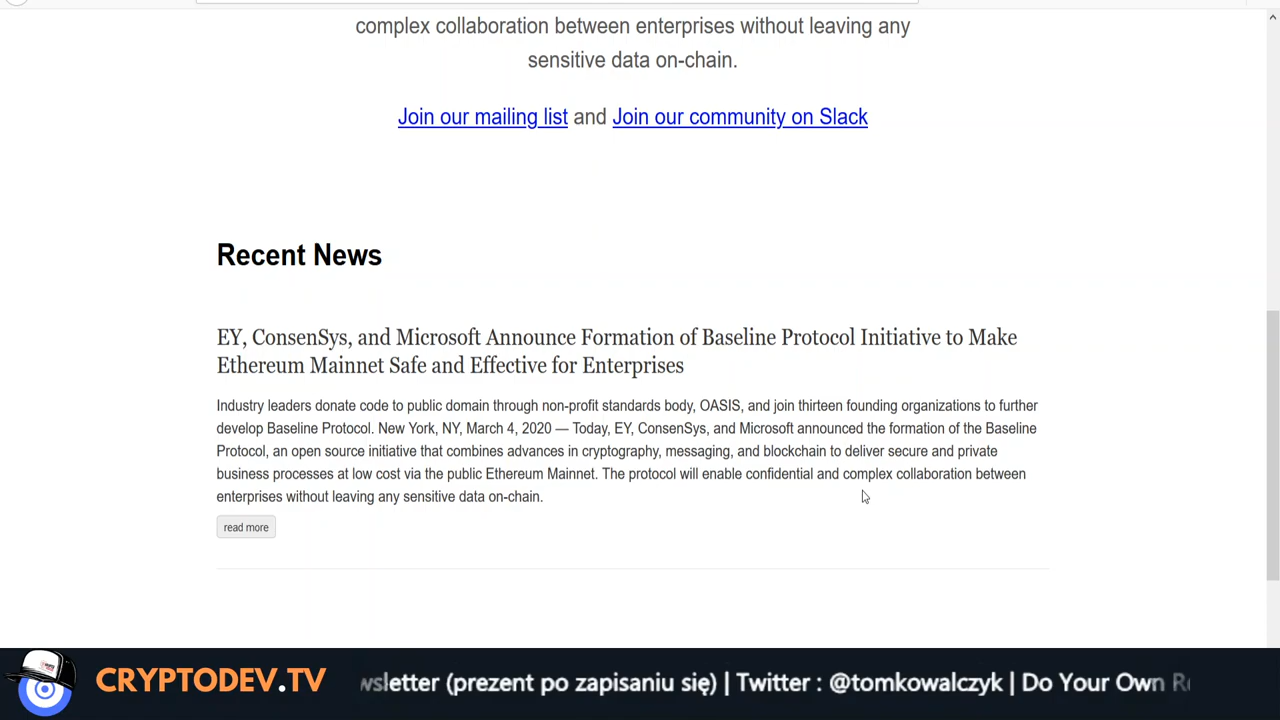 complex collaboration between enterprises without leaving any
sensitive data on-chain.
Join our mailing list and Join our community on Slack
Recent News
EY, ConsenSys, and Microsoft Announce Formation of Baseline Protocol Initiative to Make
Ethereum Mainnet Safe and Effective for Enterprises
Industry leaders donate code to public domain through non-profit standards body, OASIS, and join thirteen founding organizations to further
develop Baseline Protocol. New York, NY, March 4, 2020 — Today, EY, ConsenSys, and Microsoft announced the formation of the Baseline
Protocol, an open source initiative that combines advances in cryptography, messaging, and blockchain to deliver secure and private
business processes at low cost via the public Ethereum Mainnet. The protocol will enable confidential and complex collaboration between
enterprises without leaving any sensitive data on-chain.
read more
CRYPTODEV.TV
wsletter (prezent po zapisaniu się) | Twitter : @tomkowalczyk | Do Your Own